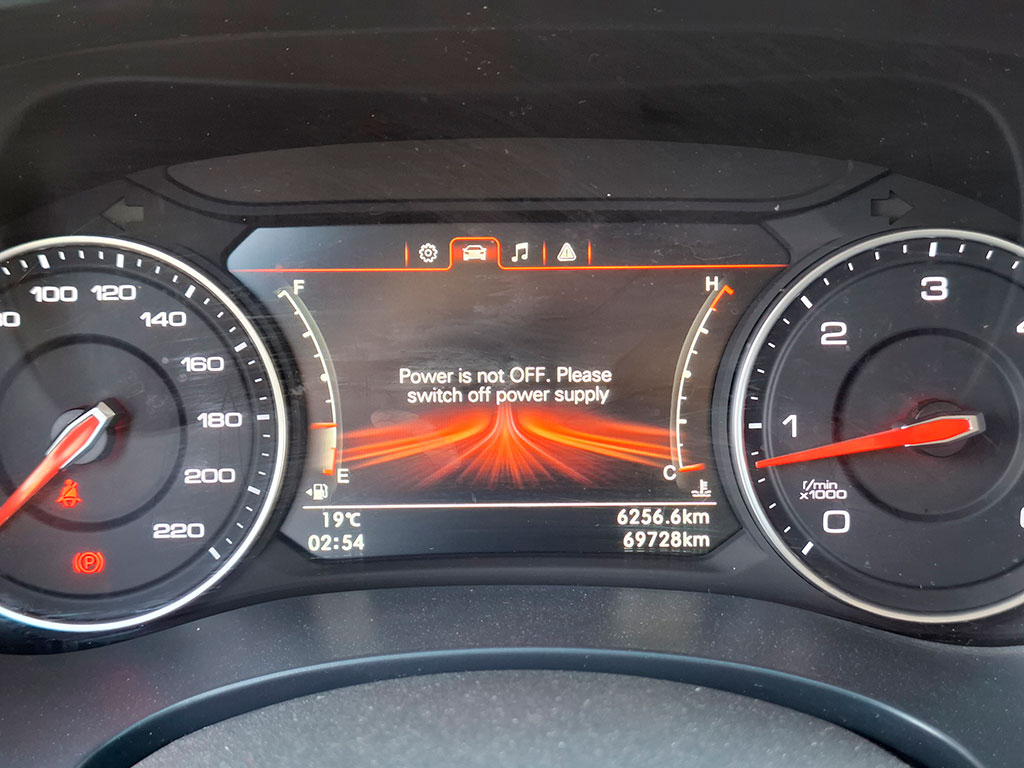 100 120
140
160
180
200
220
F
H
Power is not OFF. Please
switch off power supply
E
C
19℃
02:54
6256.6km
69728km
P
3
2
1
r/min
x1000
0